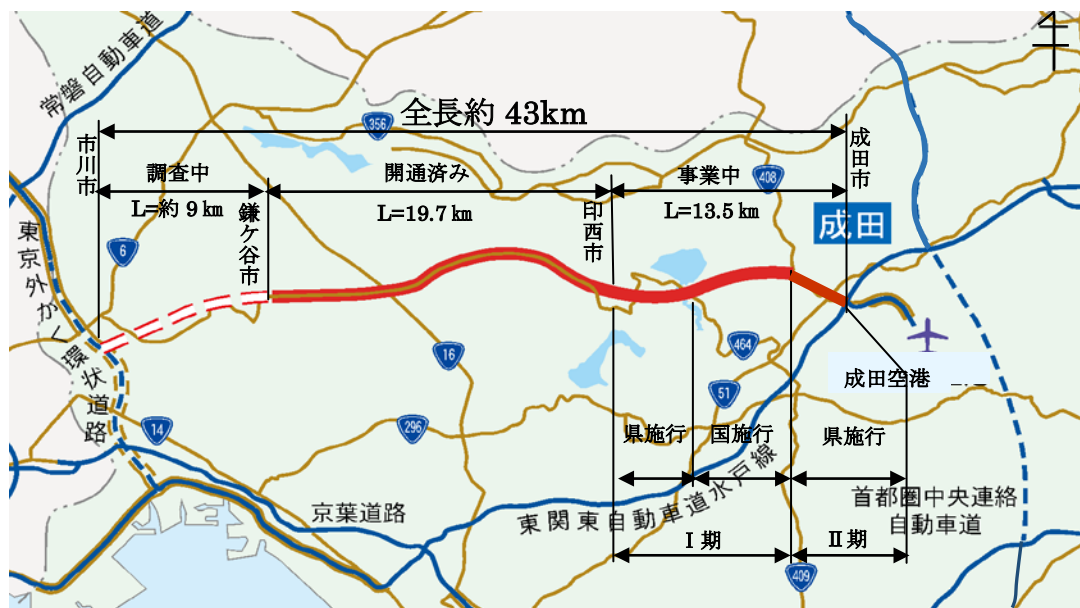 常磐自動車道
全長約 43km
356
市川市
成田市
調査中
開通済み
事業中
408
L=約 9 ㎞
L=19.7 ㎞
L=13.5 ㎞
鎌ケ谷市
印西市
成田
6
東京外かく環状道路
16
464
成田空港
51
14
296
県施行
国施行
県施行
京葉道路
東関東自動車道水戸線
首都圏中央連絡
自動車道
Ⅰ期
Ⅱ期
409